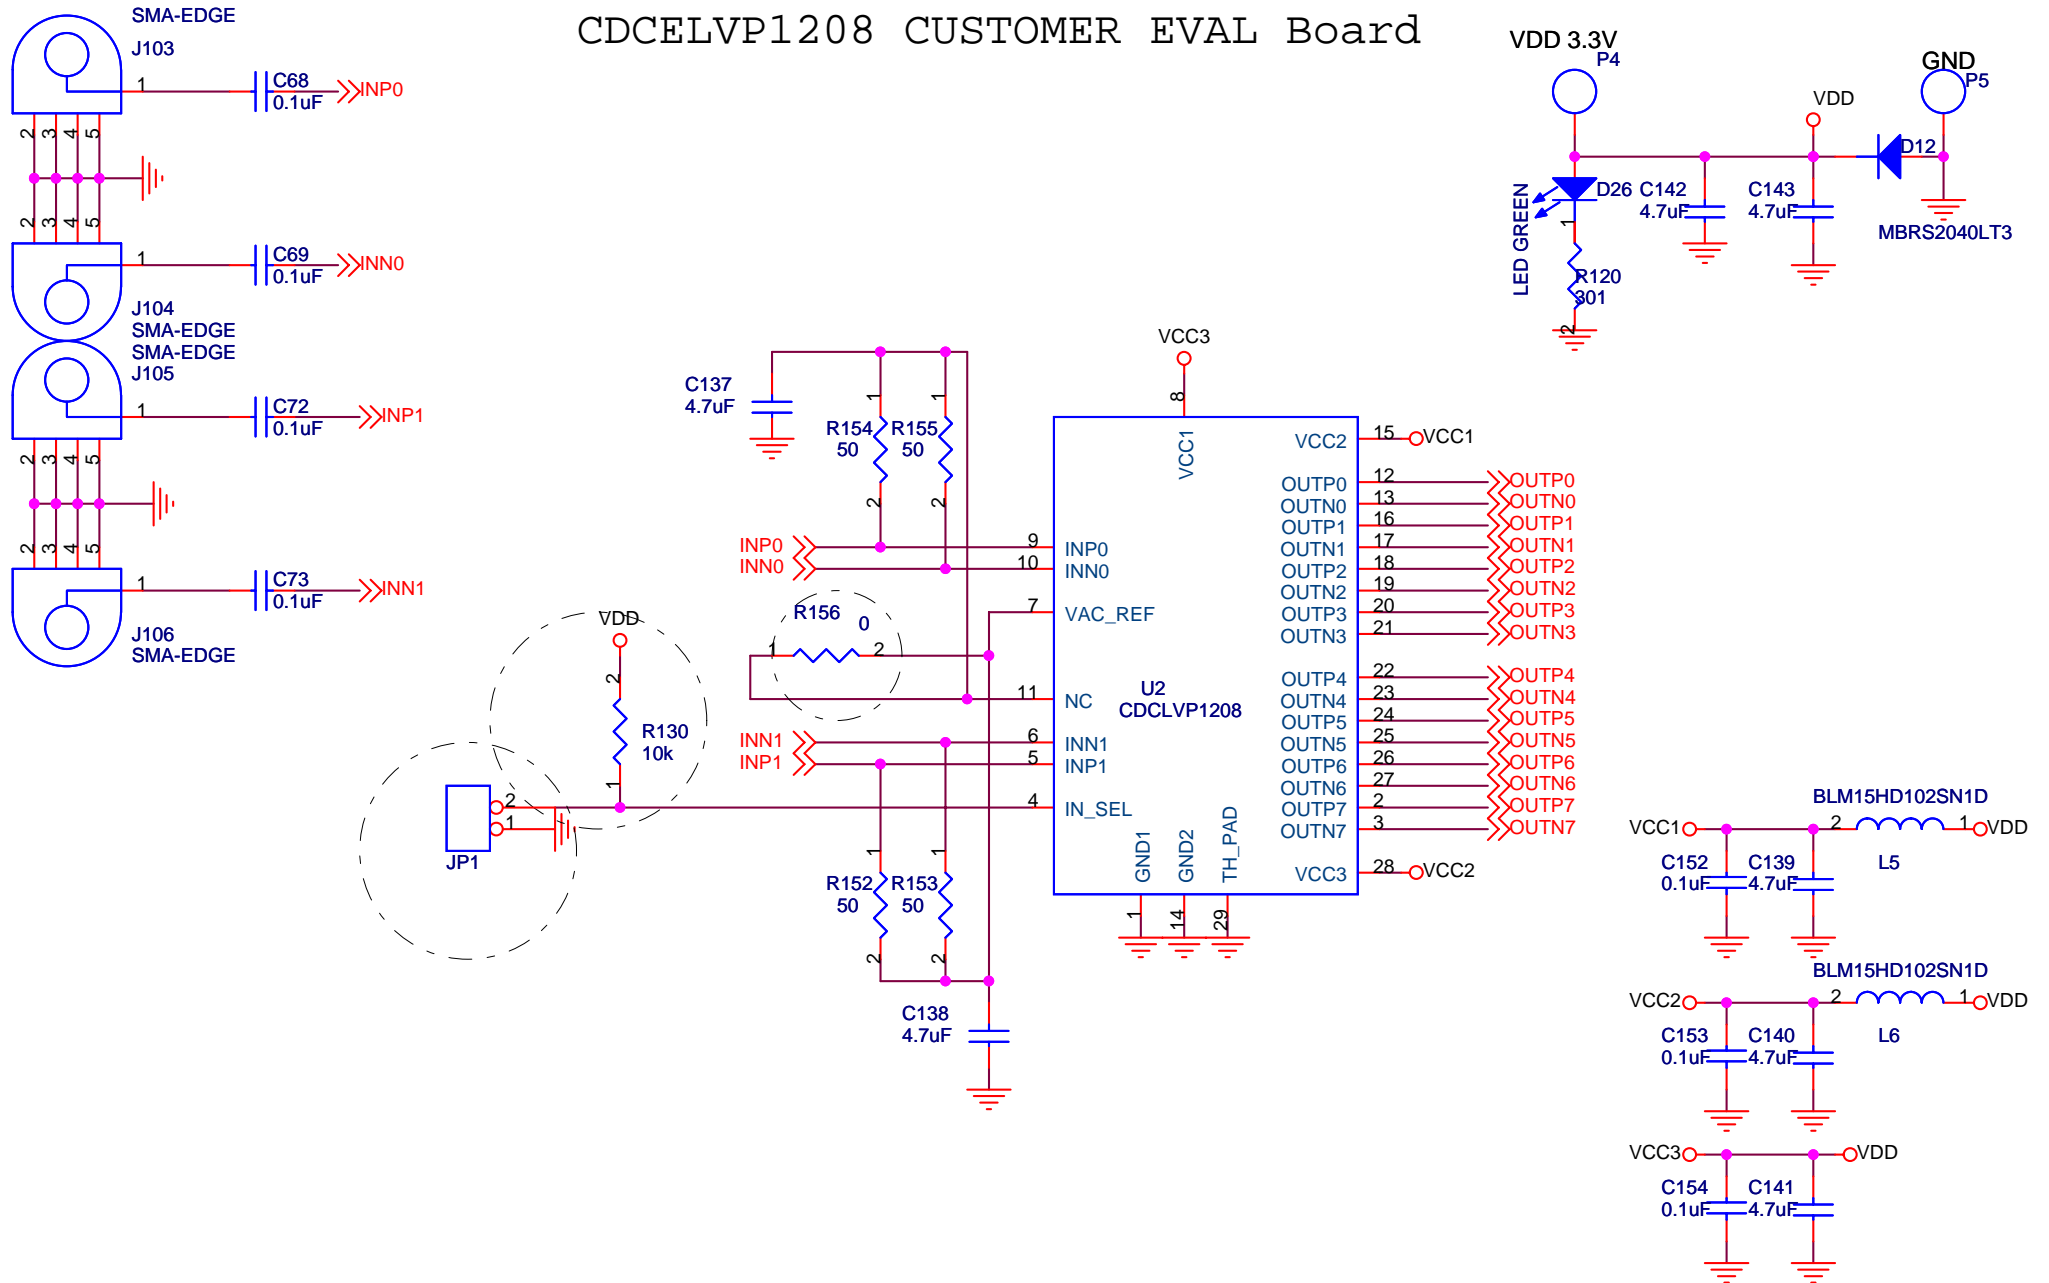 CDCELVP1208 CUSTOMER EVAL Board
SMA-EDGE
J103
1
C68
0.1uF
INP0
2 3 4 5
2 3 4 5
1
C69
0.1uF
INN0
J104
SMA-EDGE
SMA-EDGE
J105
1
C72
0.1uF
INP1
2 3 4 5
2 3 4 5
1
C73
0.1uF
INN1
J106
SMA-EDGE
VDD 3.3V
P4
GND
P5
VDD
D12
MBRS2040LT3
LED GREEN
D26
1
C142
4.7uF
C143
4.7uF
R120
301
2
C137
4.7uF
1
R154
50
2
1
R155
50
2
VCC3
8
VCC1
INP0
INN0
9 INP0
10 INN0
7 VAC_REF
R156
0
1
2
11 NC
INN1
INP1
6 INN1
5 INP1
4 IN_SEL
VDD
2
R130
10k
1
2
1
JP1
U2
CDCLVP1208
VCC2 15 VCC1
OUTP0 12 OUTP0
OUTN0 13 OUTN0
OUTP1 16 OUTP1
OUTN1 17 OUTN1
OUTP2 18 OUTP2
OUTN2 19 OUTN2
OUTP3 20 OUTP3
OUTN3 21 OUTN3
OUTP4 22 OUTP4
OUTN4 23 OUTN4
OUTP5 24 OUTP5
OUTN5 25 OUTN5
OUTP6 26 OUTP6
OUTN6 27 OUTN6
OUTP7 2 OUTP7
OUTN7 3 OUTN7
VCC3 28 VCC2
GND1
GND2
TH_PAD
1
14
29
1
R152
50
2
1
R153
50
2
C138
4.7uF
BLM15HD102SN1D
VCC1
2
1
VDD
C152
0.1uF
C139
4.7uF
L5
BLM15HD102SN1D
VCC2
2
1
VDD
C153
0.1uF
C140
4.7uF
L6
VCC3
VDD
C154
0.1uF
C141
4.7uF